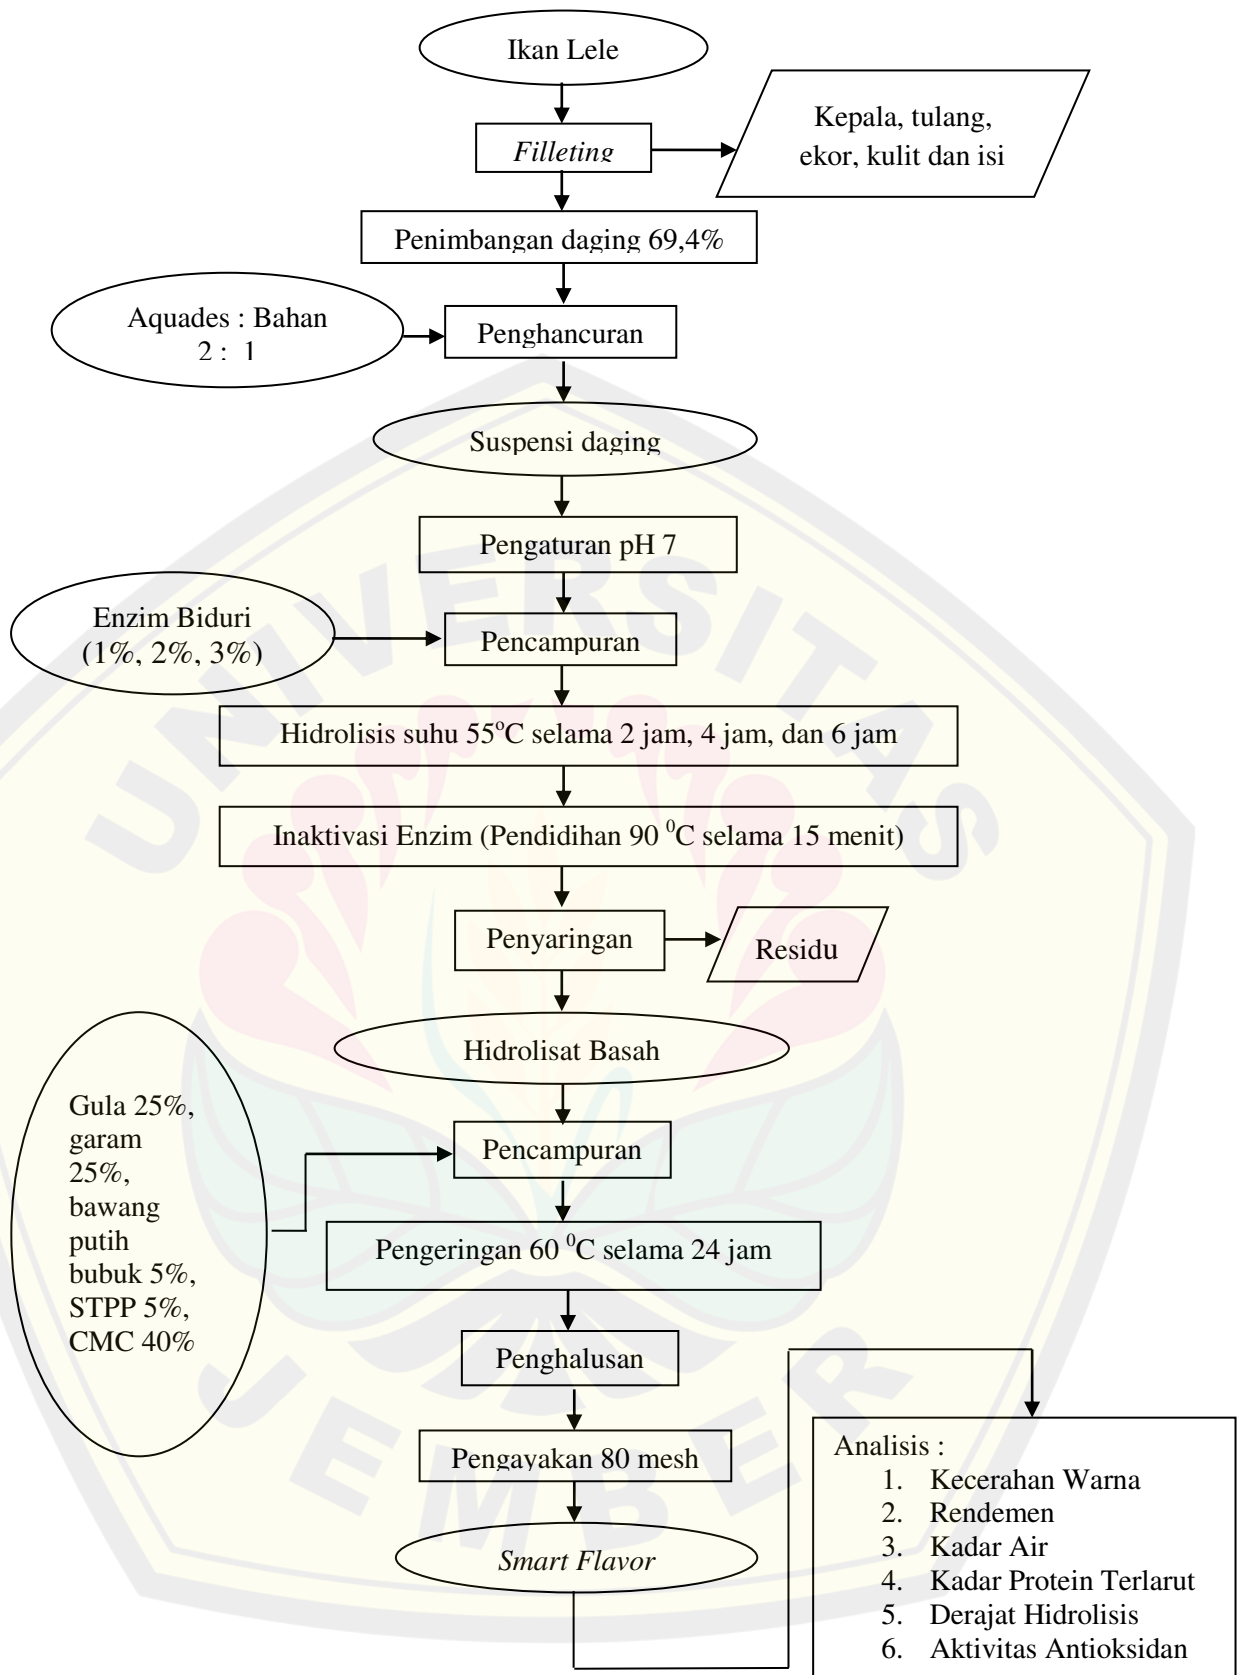 Ikan Lele
Filleting
Kepala, tulang,
ekor, kulit dan isi
Penimbangan daging 69,4%
Aquades : Bahan
2 : 1
Penghancuran
Suspensi daging
Pengaturan pH 7
Enzim Biduri
(1%, 2%, 3%)
Pencampuran
Hidrolisis suhu 55°C selama 2 jam, 4 jam, dan 6 jam
Inaktivasi Enzim (Pendidihan 90 ⁰C selama 15 menit)
Penyaringan
Residu
Hidrolisat Basah
Gula 25%,
garam
25%,
bawang
putih
bubuk 5%,
STPP 5%,
CMC 40%
Pencampuran
Pengeringan 60 ⁰C selama 24 jam
Penghalusan
Pengayakan 80 mesh
Smart Flavor
Analisis :
1. Kecerahan Warna
2. Rendemen
3. Kadar Air
4. Kadar Protein Terlarut
5. Derajat Hidrolisis
6. Aktivitas Antioksidan
UNIVERSITAS
JEMBER